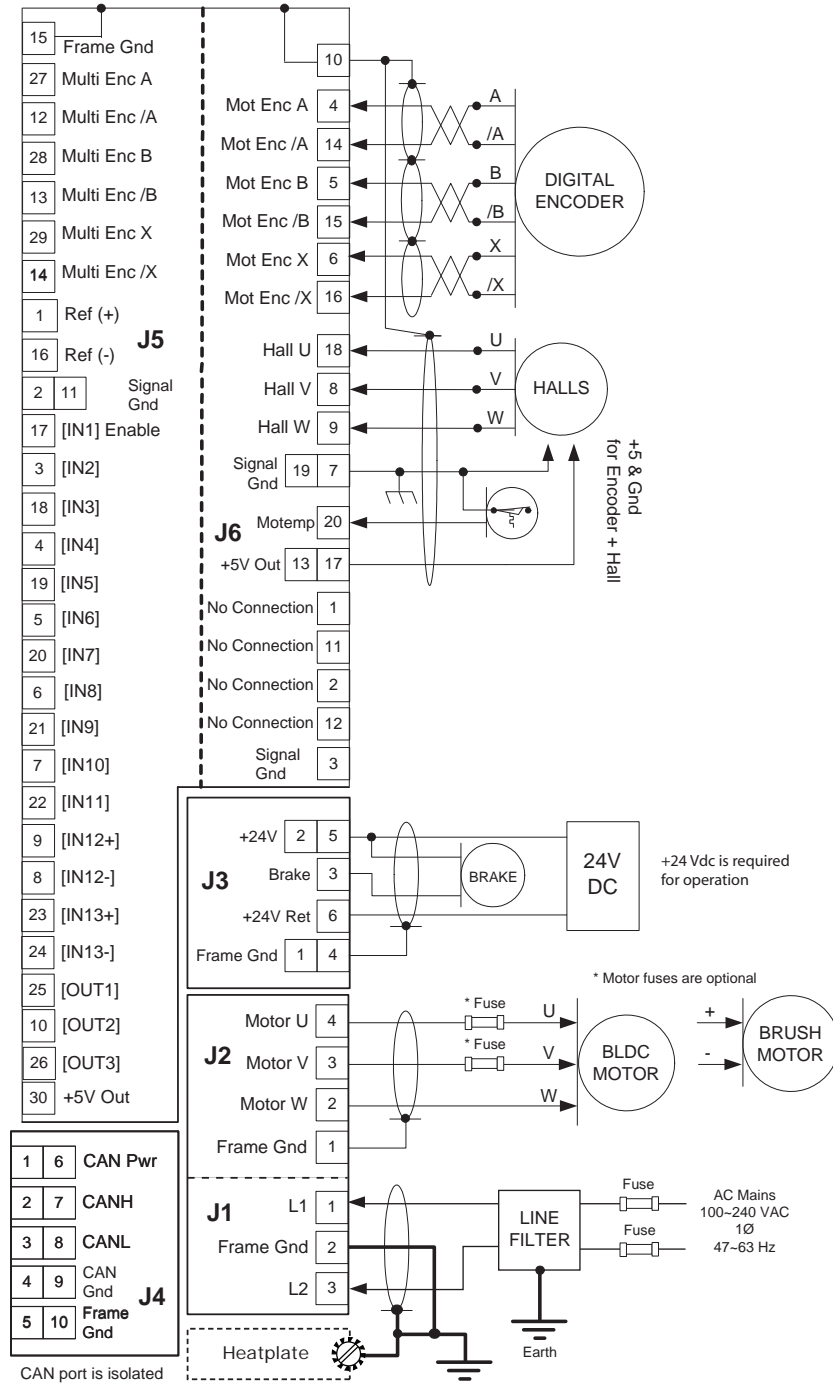 15 Frame Gnd
27 Multi Enc A
12 Multi Enc /A
28 Multi Enc B
13 Multi Enc /B
29 Multi Enc X
14 Multi Enc /X
1 Ref (+)
J5
16 Ref (-)
2 11 Signal
Gnd
17 [IN1] Enable
3 [IN2]
18 [IN3]
4 [IN4]
19 [IN5]
5 [IN6]
20 [IN7]
6 [IN8]
21 [IN9]
7 [IN10]
22 [IN11]
9 [IN12+]
8 [IN12-]
23 [IN13+]
24 [IN13-]
25 [OUT1]
10 [OUT2]
26 [OUT3]
30 +5V Out
10
Mot Enc A 4 A
Mot Enc /A 14 /A
Mot Enc B 5 B
Mot Enc /B 15 /B
Mot Enc X 6 X
Mot Enc /X 16 /X
DIGITAL
ENCODER
Hall U 18 U
Hall V 8 V
Hall W 9 W
HALLS
Signal
Gnd 19 7
J6
Motemp 20
+5V Out 13 17
+5 & Gnd
for Encoder + Hall
No Connection 1
No Connection 11
No Connection 2
No Connection 12
Signal
Gnd 3
J3
+24V 2 5
Brake 3
+24V Ret 6
Frame Gnd 1 4
BRAKE
24V
DC
+24 Vdc is required
for operation
* Motor fuses are optional
J2
Motor U 4 * Fuse U
Motor V 3 * Fuse V
Motor W 2 W
Frame Gnd 1
BLDC
MOTOR
+
-
BRUSH
MOTOR
J1
L1 1
Frame Gnd 2
L2 3
LINE
FILTER
Fuse
Fuse
AC Mains
100~240 VAC
1Ø
47~63 Hz
Earth
Heatplate
1 6 CAN Pwr
2 7 CANH
3 8 CANL
4 9 CAN
Gnd
J4
5 10 Frame
Gnd
CAN port is isolated